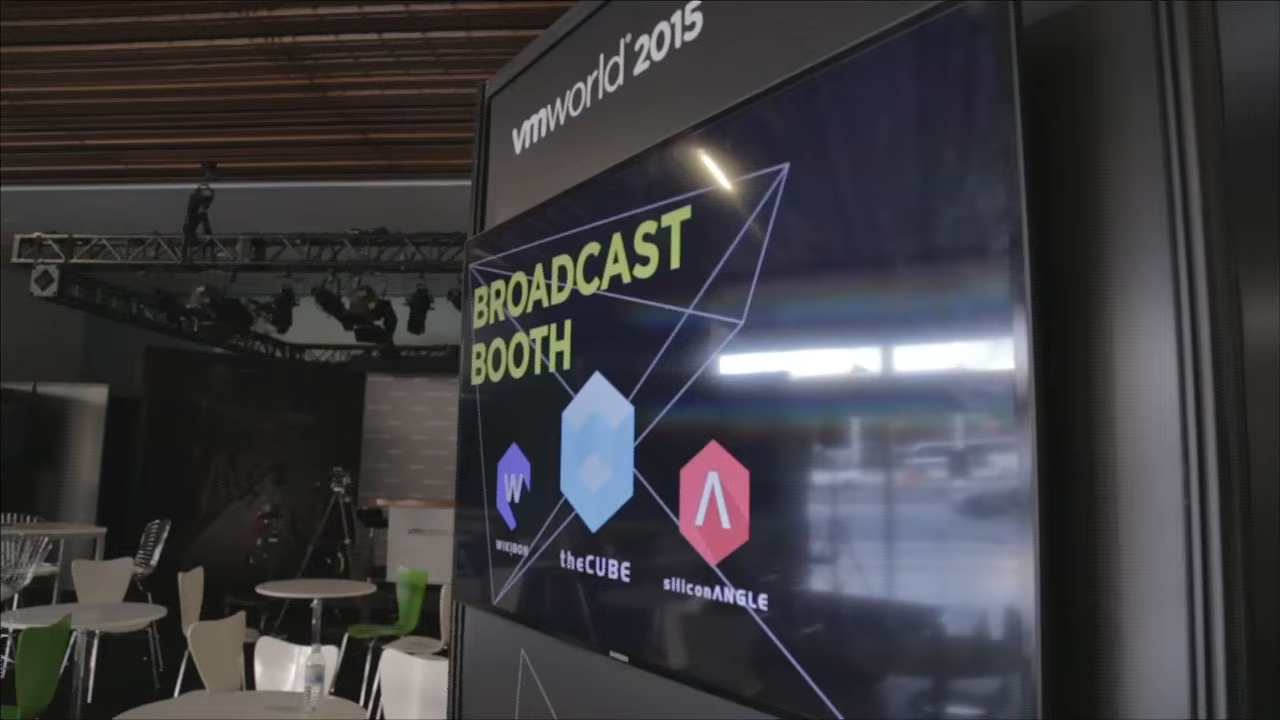 vmworld® 2015
BROADCAST
BOOTH
W
WIKIBON
theCUBE
siliconANGLE